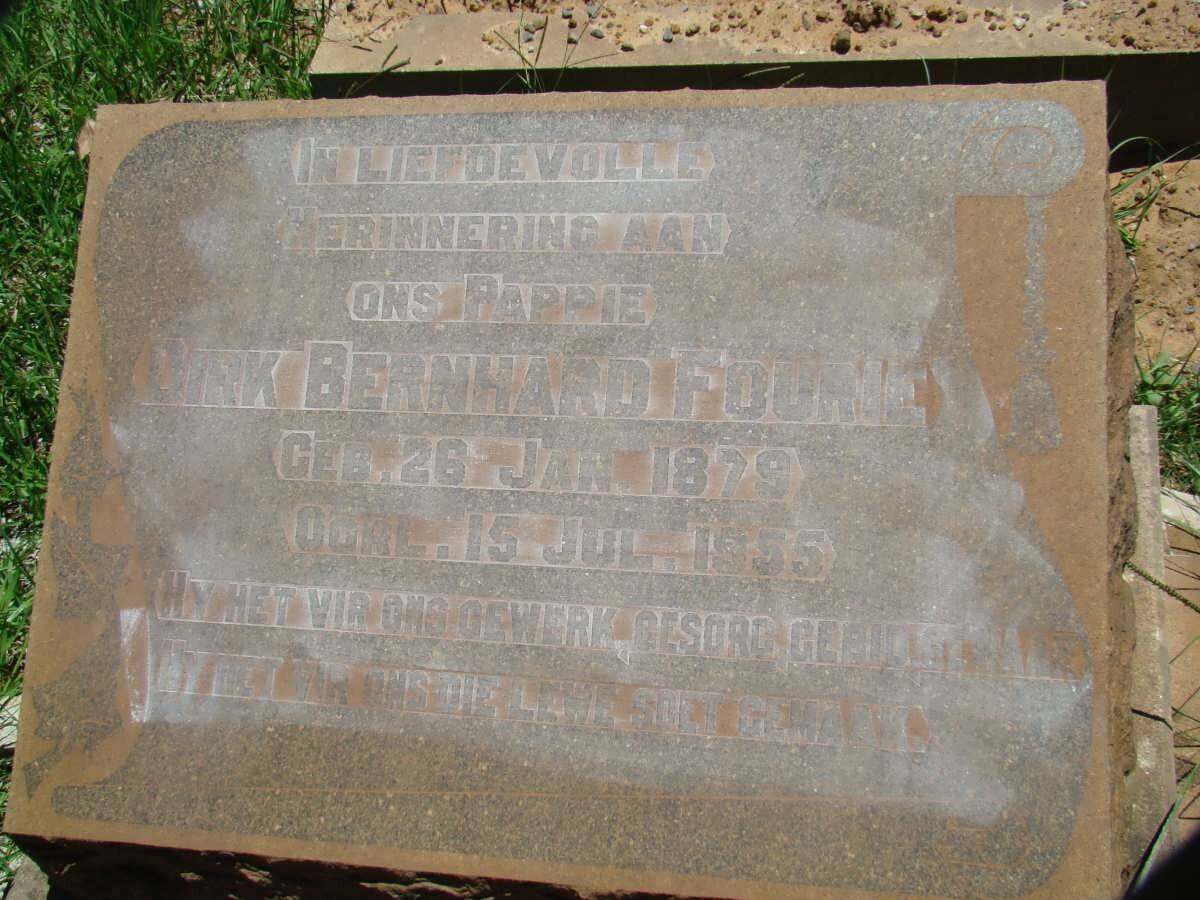 IN LIEFDEVOLLE
HERINNERING AAN
ONS PAPPIE
DIRK BERNHARD FOURIE
GEB. 26 JAN. 1879
OORL. 15 JUL. 1955
HY HET VIR ONS GEWERK, GESORG, GEBID,
HY HET VIR ONS DIE LEWE SOET GEMAAK.